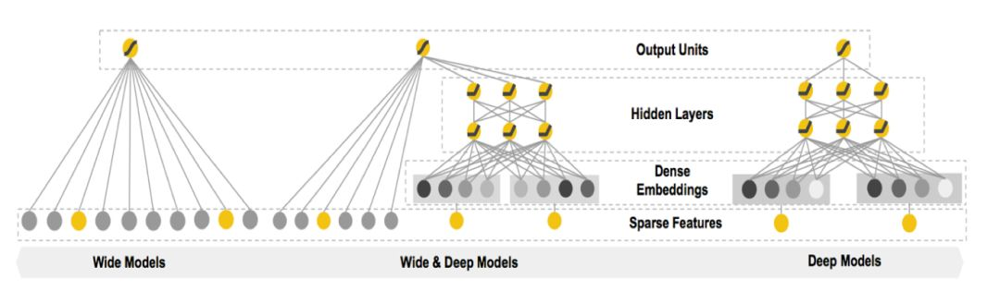 Output Units
Hidden Layers
Dense
Embeddings
Sparse Features
Wide Models
Wide & Deep Models
Deep Models